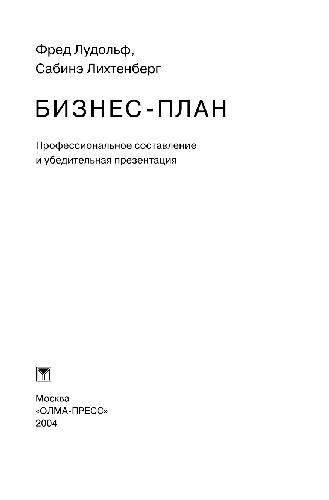 Фред Лудольф,
Сабинэ Лихтенберг
БИЗНЕС-ПЛАН
Профессиональное составление
и убедительная презентация
Москва
«ОЛМА-ПРЕСС»
2004